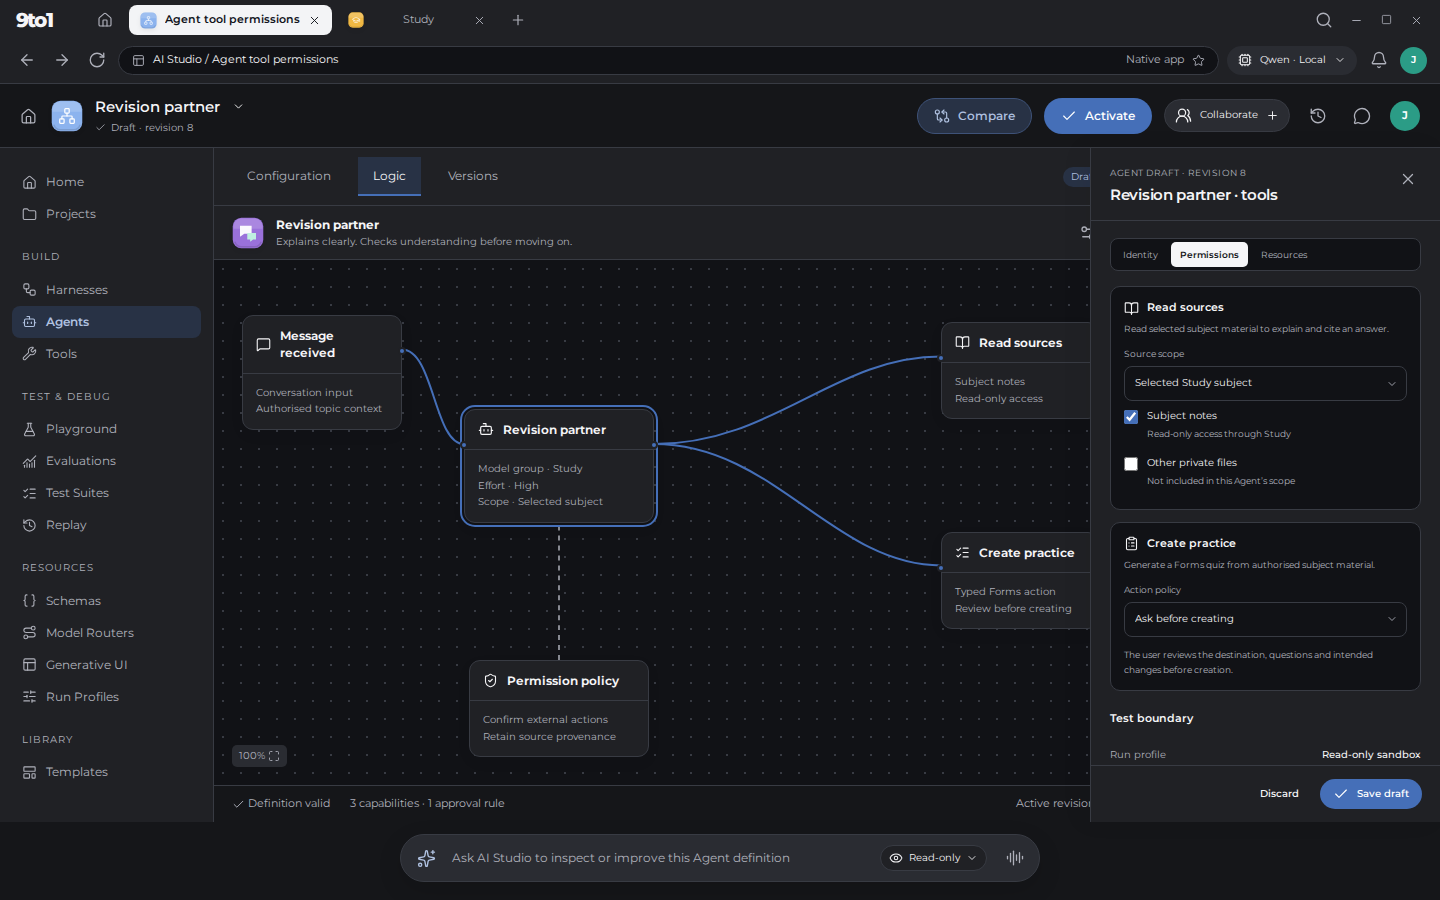 9to1
Agent tool permissions
Study
AI Studio / Agent tool permissions
Native app
Qwen · Local
J
Revision partner
Draft · revision 8
Compare
Activate
Collaborate
J
Home
Projects
BUILD
Harnesses
Agents
Tools
TEST & DEBUG
Playground
Evaluations
Test Suites
Replay
RESOURCES
Schemas
Model Routers
Generative UI
Run Profiles
LIBRARY
Templates
Configuration
Logic
Versions
Revision partner
Explains clearly. Checks understanding before moving on.
Message
received
Conversation input
Authorised topic context
Revision partner
Model group · Study
Effort · High
Scope · Selected subject
Read sources
Subject notes
Read-only access
Create practice
Typed Forms action
Review before creating
Permission policy
Confirm external actions
Retain source provenance
100%
Definition valid
3 capabilities · 1 approval rule
Active revision
AGENT DRAFT · REVISION 8
Revision partner · tools
Identity
Permissions
Resources
Read sources
Read selected subject material to explain and cite an answer.
Source scope
Selected Study subject
Subject notes
Read-only access through Study
Other private files
Not included in this Agent's scope
Create practice
Generate a Forms quiz from authorised subject material.
Action policy
Ask before creating
The user reviews the destination, questions and intended
changes before creation.
Test boundary
Run profile
Read-only sandbox
Discard
Save draft
Ask AI Studio to inspect or improve this Agent definition
Read-only